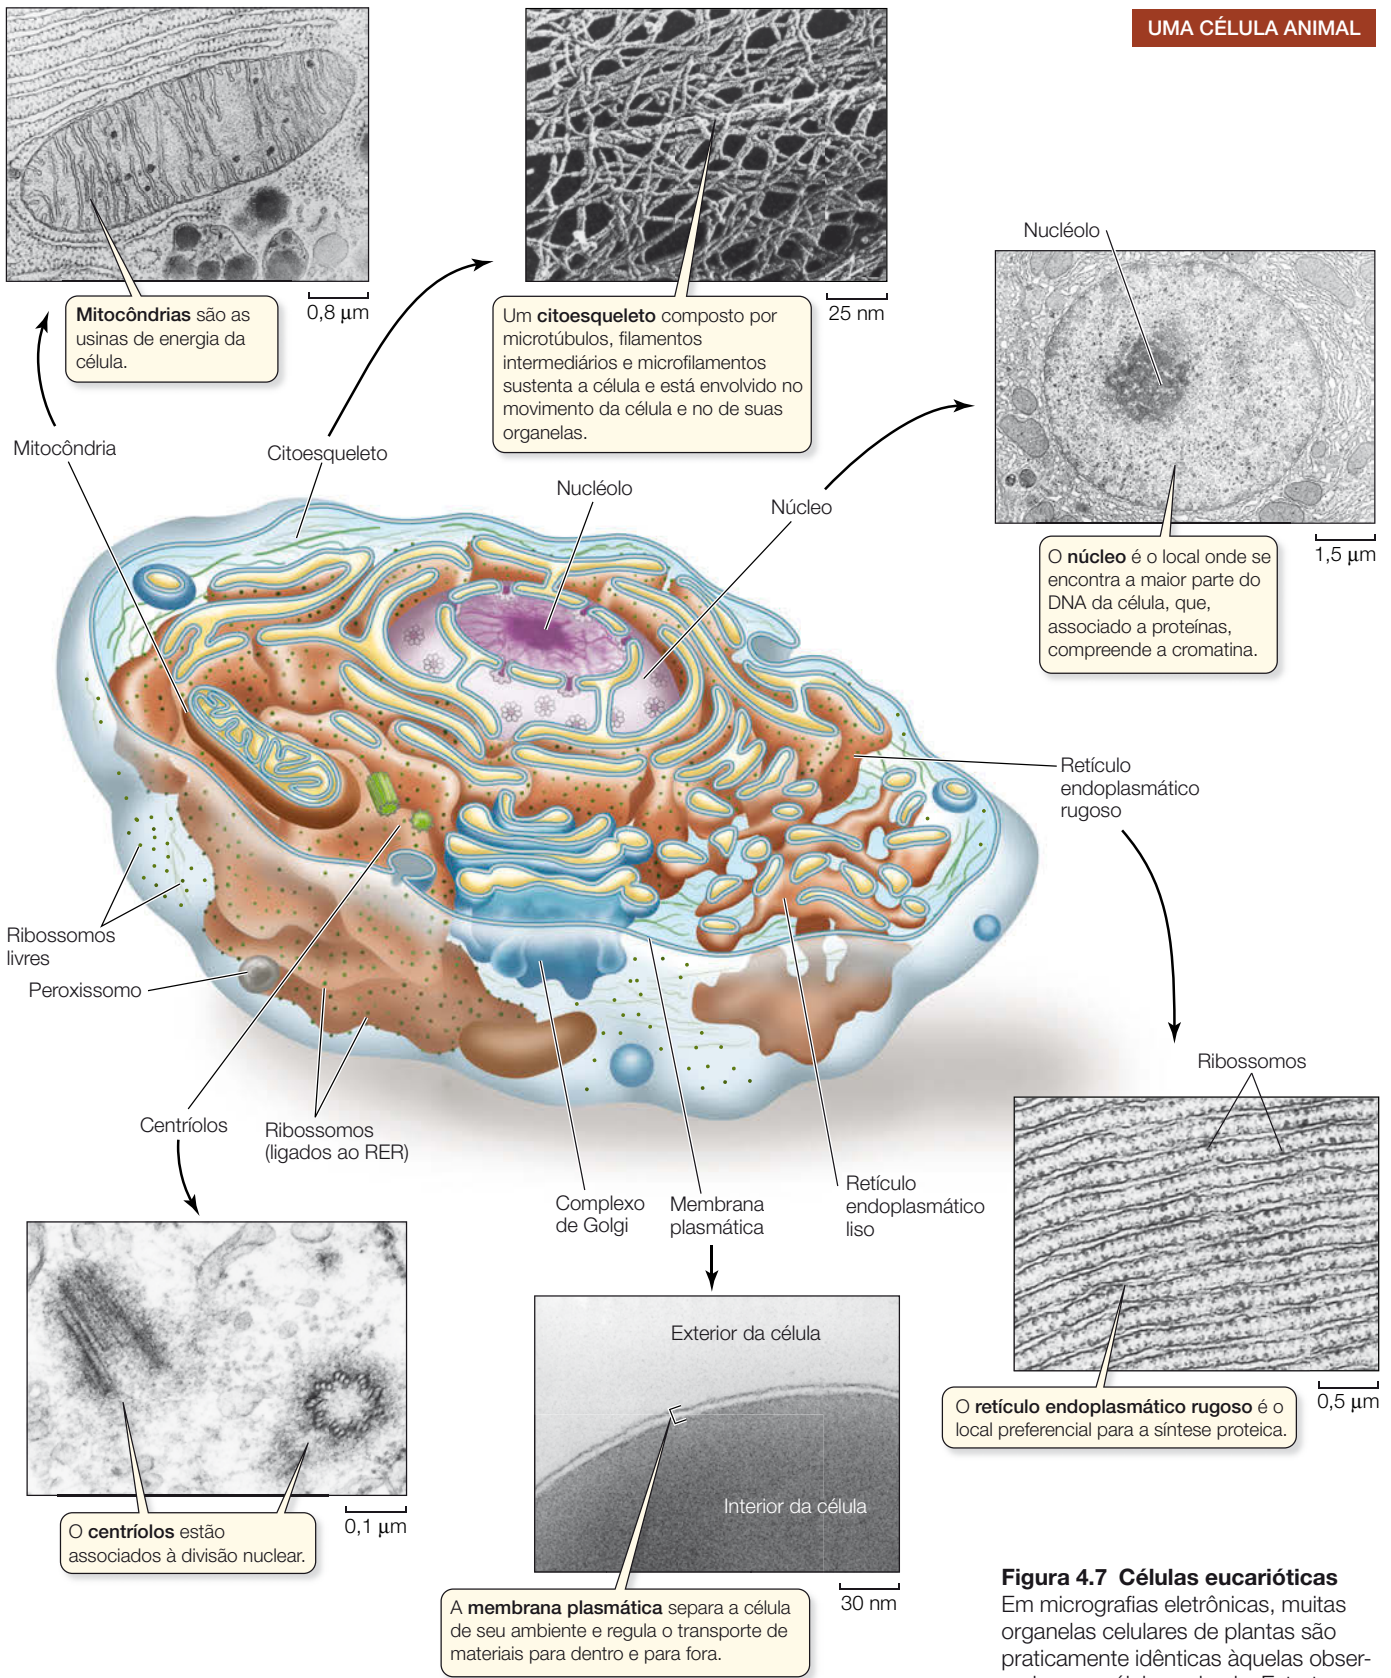 UMA CÉLULA ANIMAL
0,8 µm
Mitocôndrias são as
usinas de energia da
célula.
25 nm
Um citoesqueleto composto por
microtúbulos, filamentos
intermediários e microfilamentos
sustenta a célula e está envolvido no
movimento da célula e no de suas
organelas.
Nucléolo
1,5 µm
O núcleo é o local onde se
encontra a maior parte do
DNA da célula, que,
associado a proteínas,
compreende a cromatina.
Mitocôndria
Citoesqueleto
Nucléolo
Núcleo
Retículo
endoplasmático
rugoso
Ribossomos
livres
Peroxissomo
Centríolos
Ribossomos
(ligados ao RER)
Complexo
de Golgi
Membrana
plasmática
Retículo
endoplasmático
liso
Ribossomos
0,5 µm
O retículo endoplasmático rugoso é o
local preferencial para a síntese proteica.
0,1 µm
O centríolos estão
associados à divisão nuclear.
Exterior da célula
Interior da célula
30 nm
A membrana plasmática separa a célula
de seu ambiente e regula o transporte de
materiais para dentro e para fora.
Figura 4.7 Células eucarióticas
Em micrografias eletrônicas, muitas
organelas celulares de plantas são
praticamente idênticas àquelas obser-